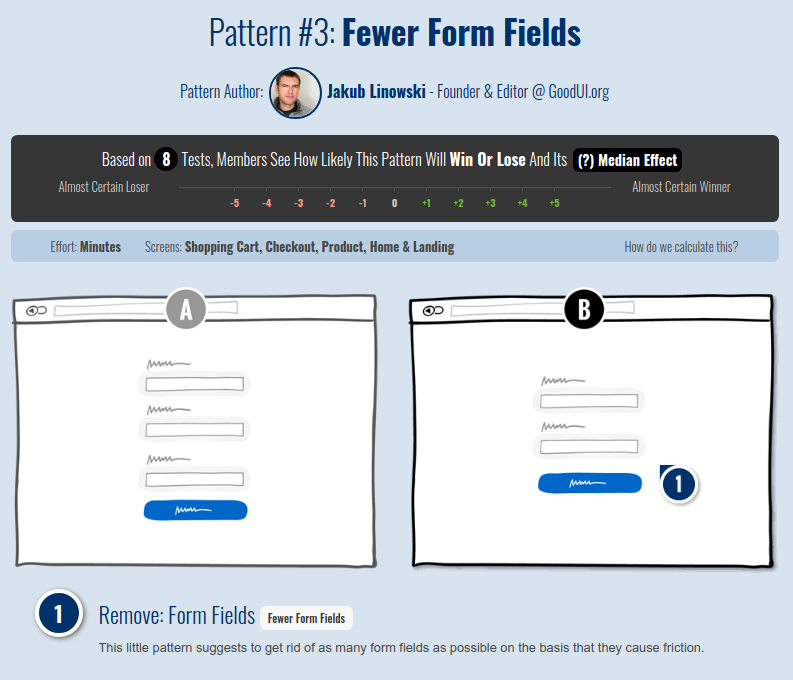 Pattern #3: Fewer Form Fields
Pattern Author: Jakub Linowski - Founder & Editor @ GoodUI.org
Based on 8 Tests, Members See How Likely This Pattern Will Win Or Lose And Its (?) Median Effect
Almost Certain Loser -5 -4 -3 -2 -1 0 +1 +2 +3 +4 +5 Almost Certain Winner
Effort: Minutes Screens: Shopping Cart, Checkout, Product, Home & Landing How do we calculate this?
A B
1
1 Remove: Form Fields Fewer Form Fields
This little pattern suggests to get rid of as many form fields as possible on the basis that they cause friction.